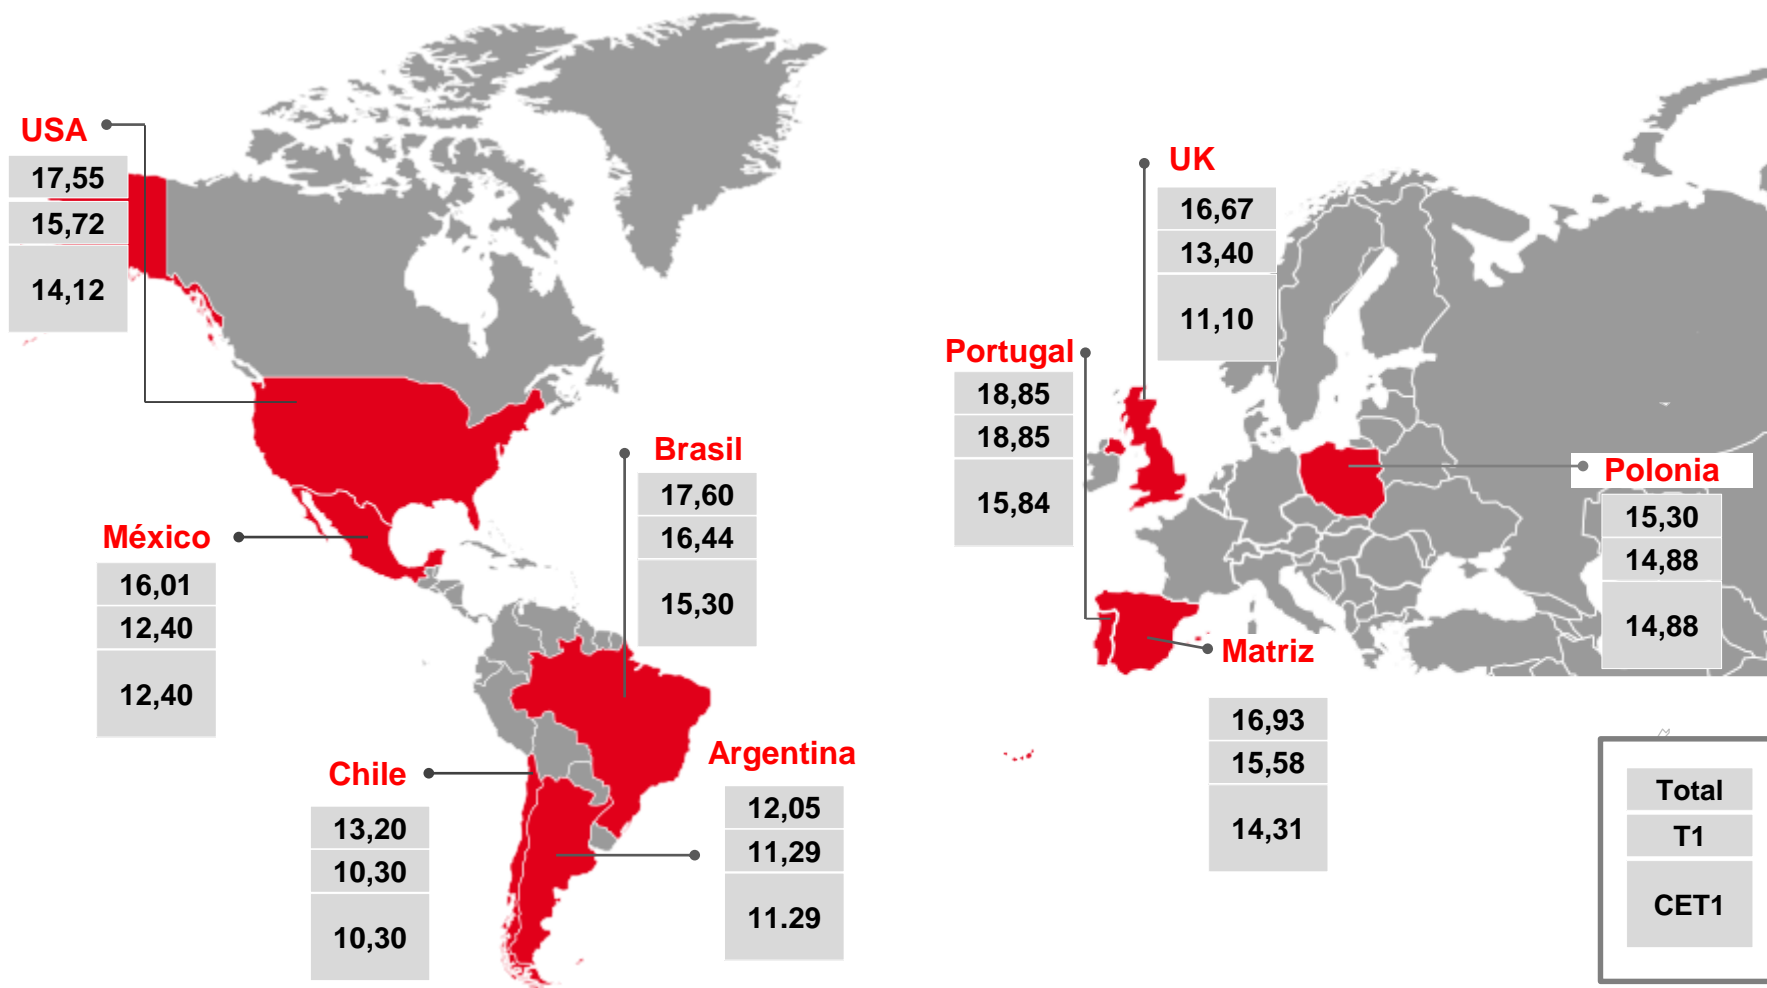 USA
17,55
15,72
14,12
México
16,01
12,40
12,40
Brasil
17,60
16,44
15,30
Chile
13,20
10,30
10,30
Argentina
12,05
11,29
11.29
UK
16,67
13,40
11,10
Portugal
18,85
18,85
15,84
Polonia
15,30
14,88
14,88
Matriz
16,93
15,58
14,31
Total
T1
CET1